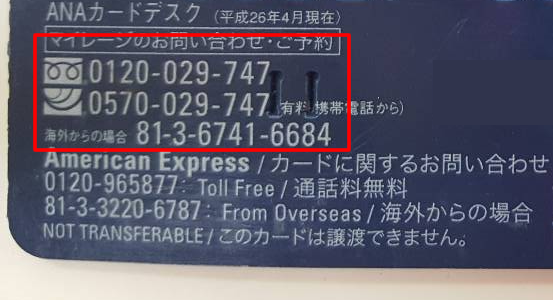 ANAカードデスク (平成26年4月現在)
マイレージのお問い合わせ・ご予約
0120-029-747
0570-029-747 (有料/携帯電話から)
海外からの場合 81-3-6741-6684
American Express / カードに関するお問い合わせ
0120-965877: Toll Free / 通話料無料
81-3-3220-6787: From Overseas / 海外からの場合
NOT TRANSFERABLE / このカードは譲渡できません。